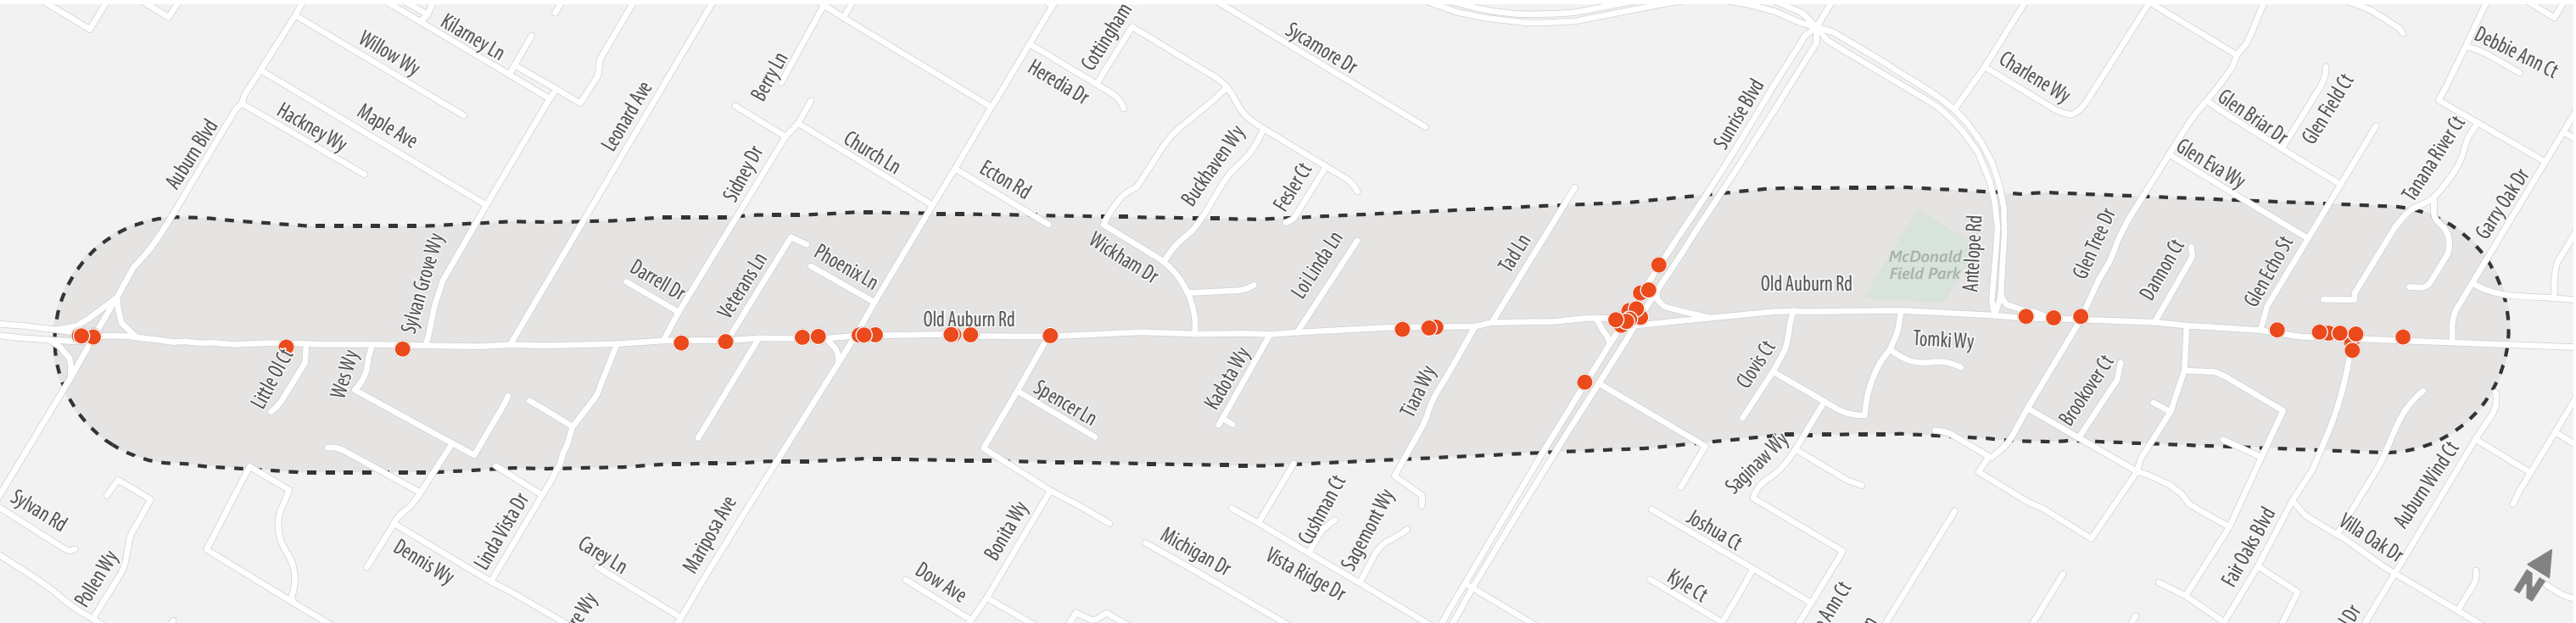 Kilarney Ln
Willow Wy
Hackney Wy
Maple Ave
Auburn Blvd
Leonard Ave
Berry Ln
Sidney Dr
Church Ln
Heredia Dr
Cottingham
Ecton Rd
Buckhaven Wy
Fesler Ct
Sycamore Dr
Sunrise Blvd
Charlene Wy
Debbie Ann Ct
Glen Briar Dr
Glen Field Ct
Glen Eva Wy
Tanana River Ct
Garry Oak Dr
Sylvan Grove Wy
Darrell Dr
Veterans Ln
Phoenix Ln
Wickham Dr
Loi Linda Ln
Tad Ln
Old Auburn Rd
McDonald
Field Park
Antelope Rd
Glen Tree Dr
Dannon Ct
Glen Echo St
Old Auburn Rd
Little Ol Ct
Wes Wy
Spencer Ln
Kadota Wy
Tiara Wy
Clovis Ct
Tomki Wy
Brookover Ct
Sylvan Rd
Pollen Wy
Dennis Wy
Linda Vista Dr
Carey Ln
re Wy
Mariposa Ave
Dow Ave
Bonita Wy
Michigan Dr
Vista Ridge Dr
Cushman Ct
Sagemont Wy
Saginaw Wy
Joshua Ct
Kyle Ct
Ann Ct
Fair Oaks Blvd
Villa Oak Dr
Auburn Wind Ct
Dr
N